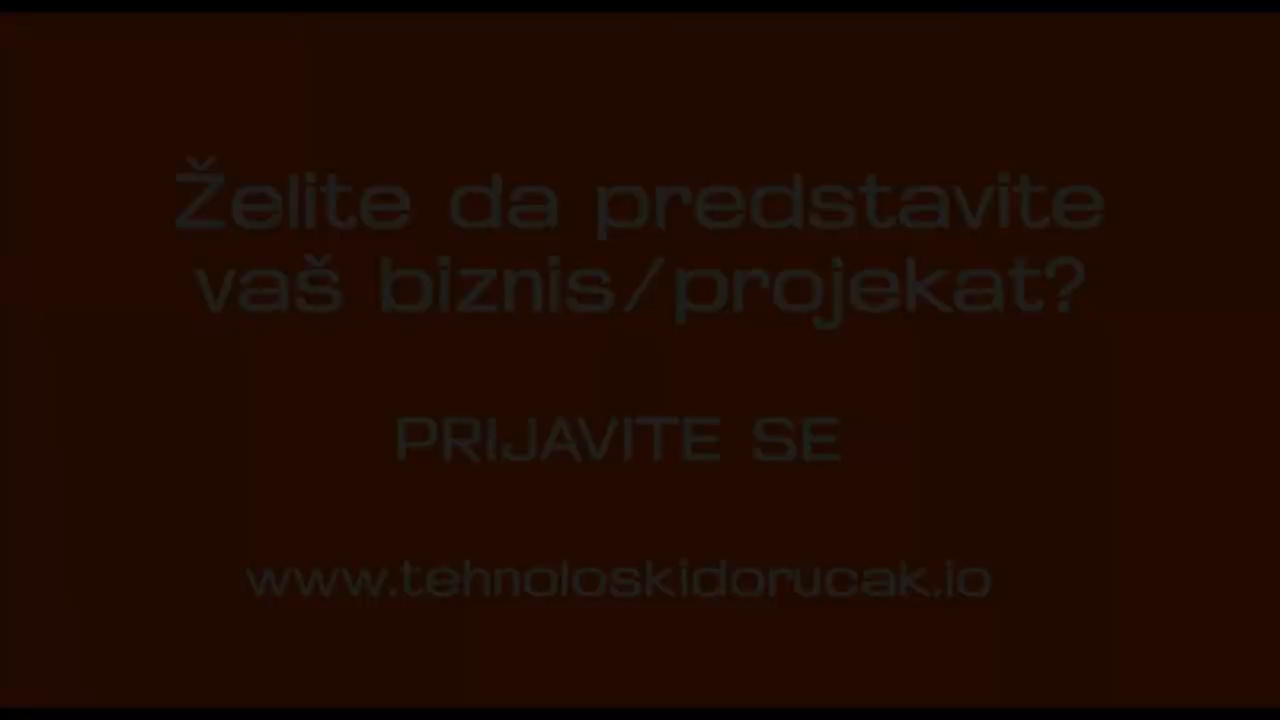 Želite da predstavite
vaš biznis/projekat?
PRIJAVITE SE
www.tehnoloskidorucak.io